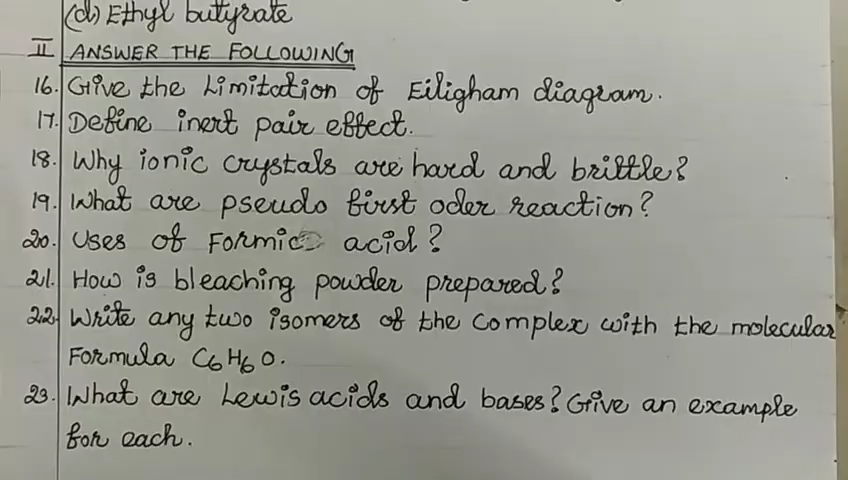 (d) Ethyl butyrate
II ANSWER THE FOLLOWING
16. Give the Limitation of Eiligham diagram.
17. Define inert pair effect.
18. Why ionic crystals are hard and brittle?
19. What are pseudo first oder reaction?
20. Uses of Formic acid?
21. How is bleaching powder prepared?
22. Write any two isomers of the Complex with the molecular
Formula C6H6O.
23. What are Lewis acids and bases? Give an example
for each.